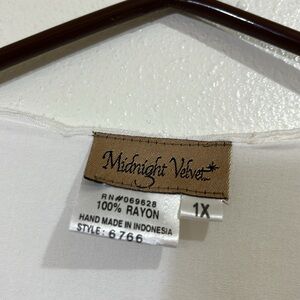 Midnight Velvet
RN#069628
100% RAYON
HAND MADE IN INDONESIA
STYLE: 6766
1X